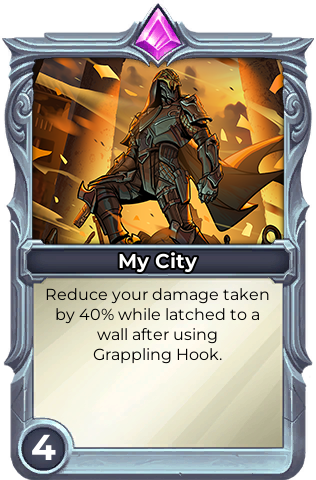 My City
Reduce your damage taken
by 40% while latched to a
wall after using
Grappling Hook.
4